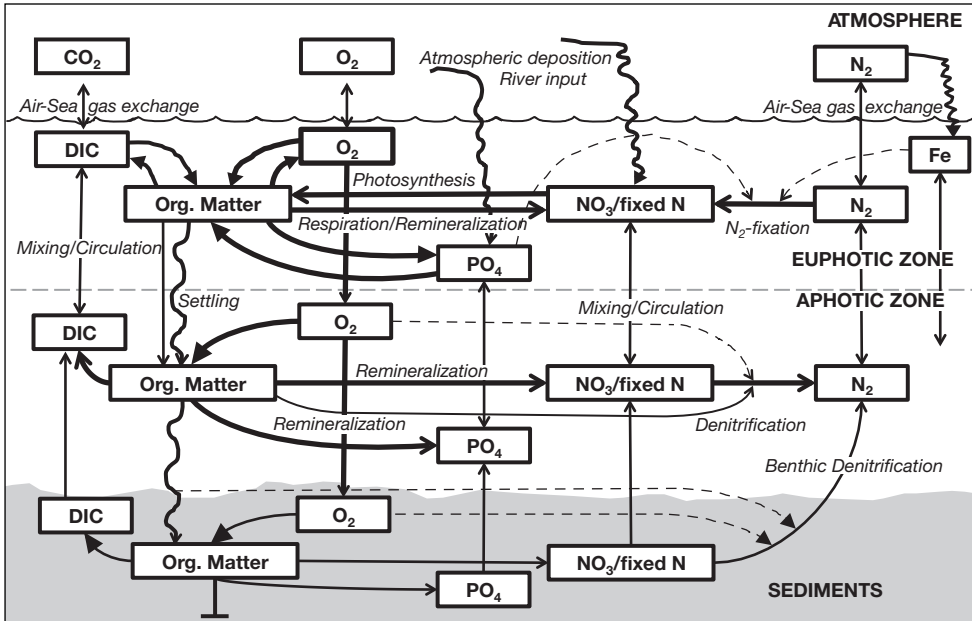 ATMOSPHERE
CO₂
O₂
Atmospheric deposition
River input
N₂
Air-Sea gas exchange
Air-Sea gas exchange
DIC
O₂
Fe
Photosynthesis
Org. Matter
NO₃/fixed N
N₂
Respiration/Remineralization
N₂-fixation
Mixing/Circulation
PO₄
EUPHOTIC ZONE
Settling
Mixing/Circulation
APHOTIC ZONE
DIC
O₂
Remineralization
Org. Matter
NO₃/fixed N
N₂
Remineralization
Denitrification
PO₄
Benthic Denitrification
DIC
O₂
Org. Matter
NO₃/fixed N
PO₄
SEDIMENTS